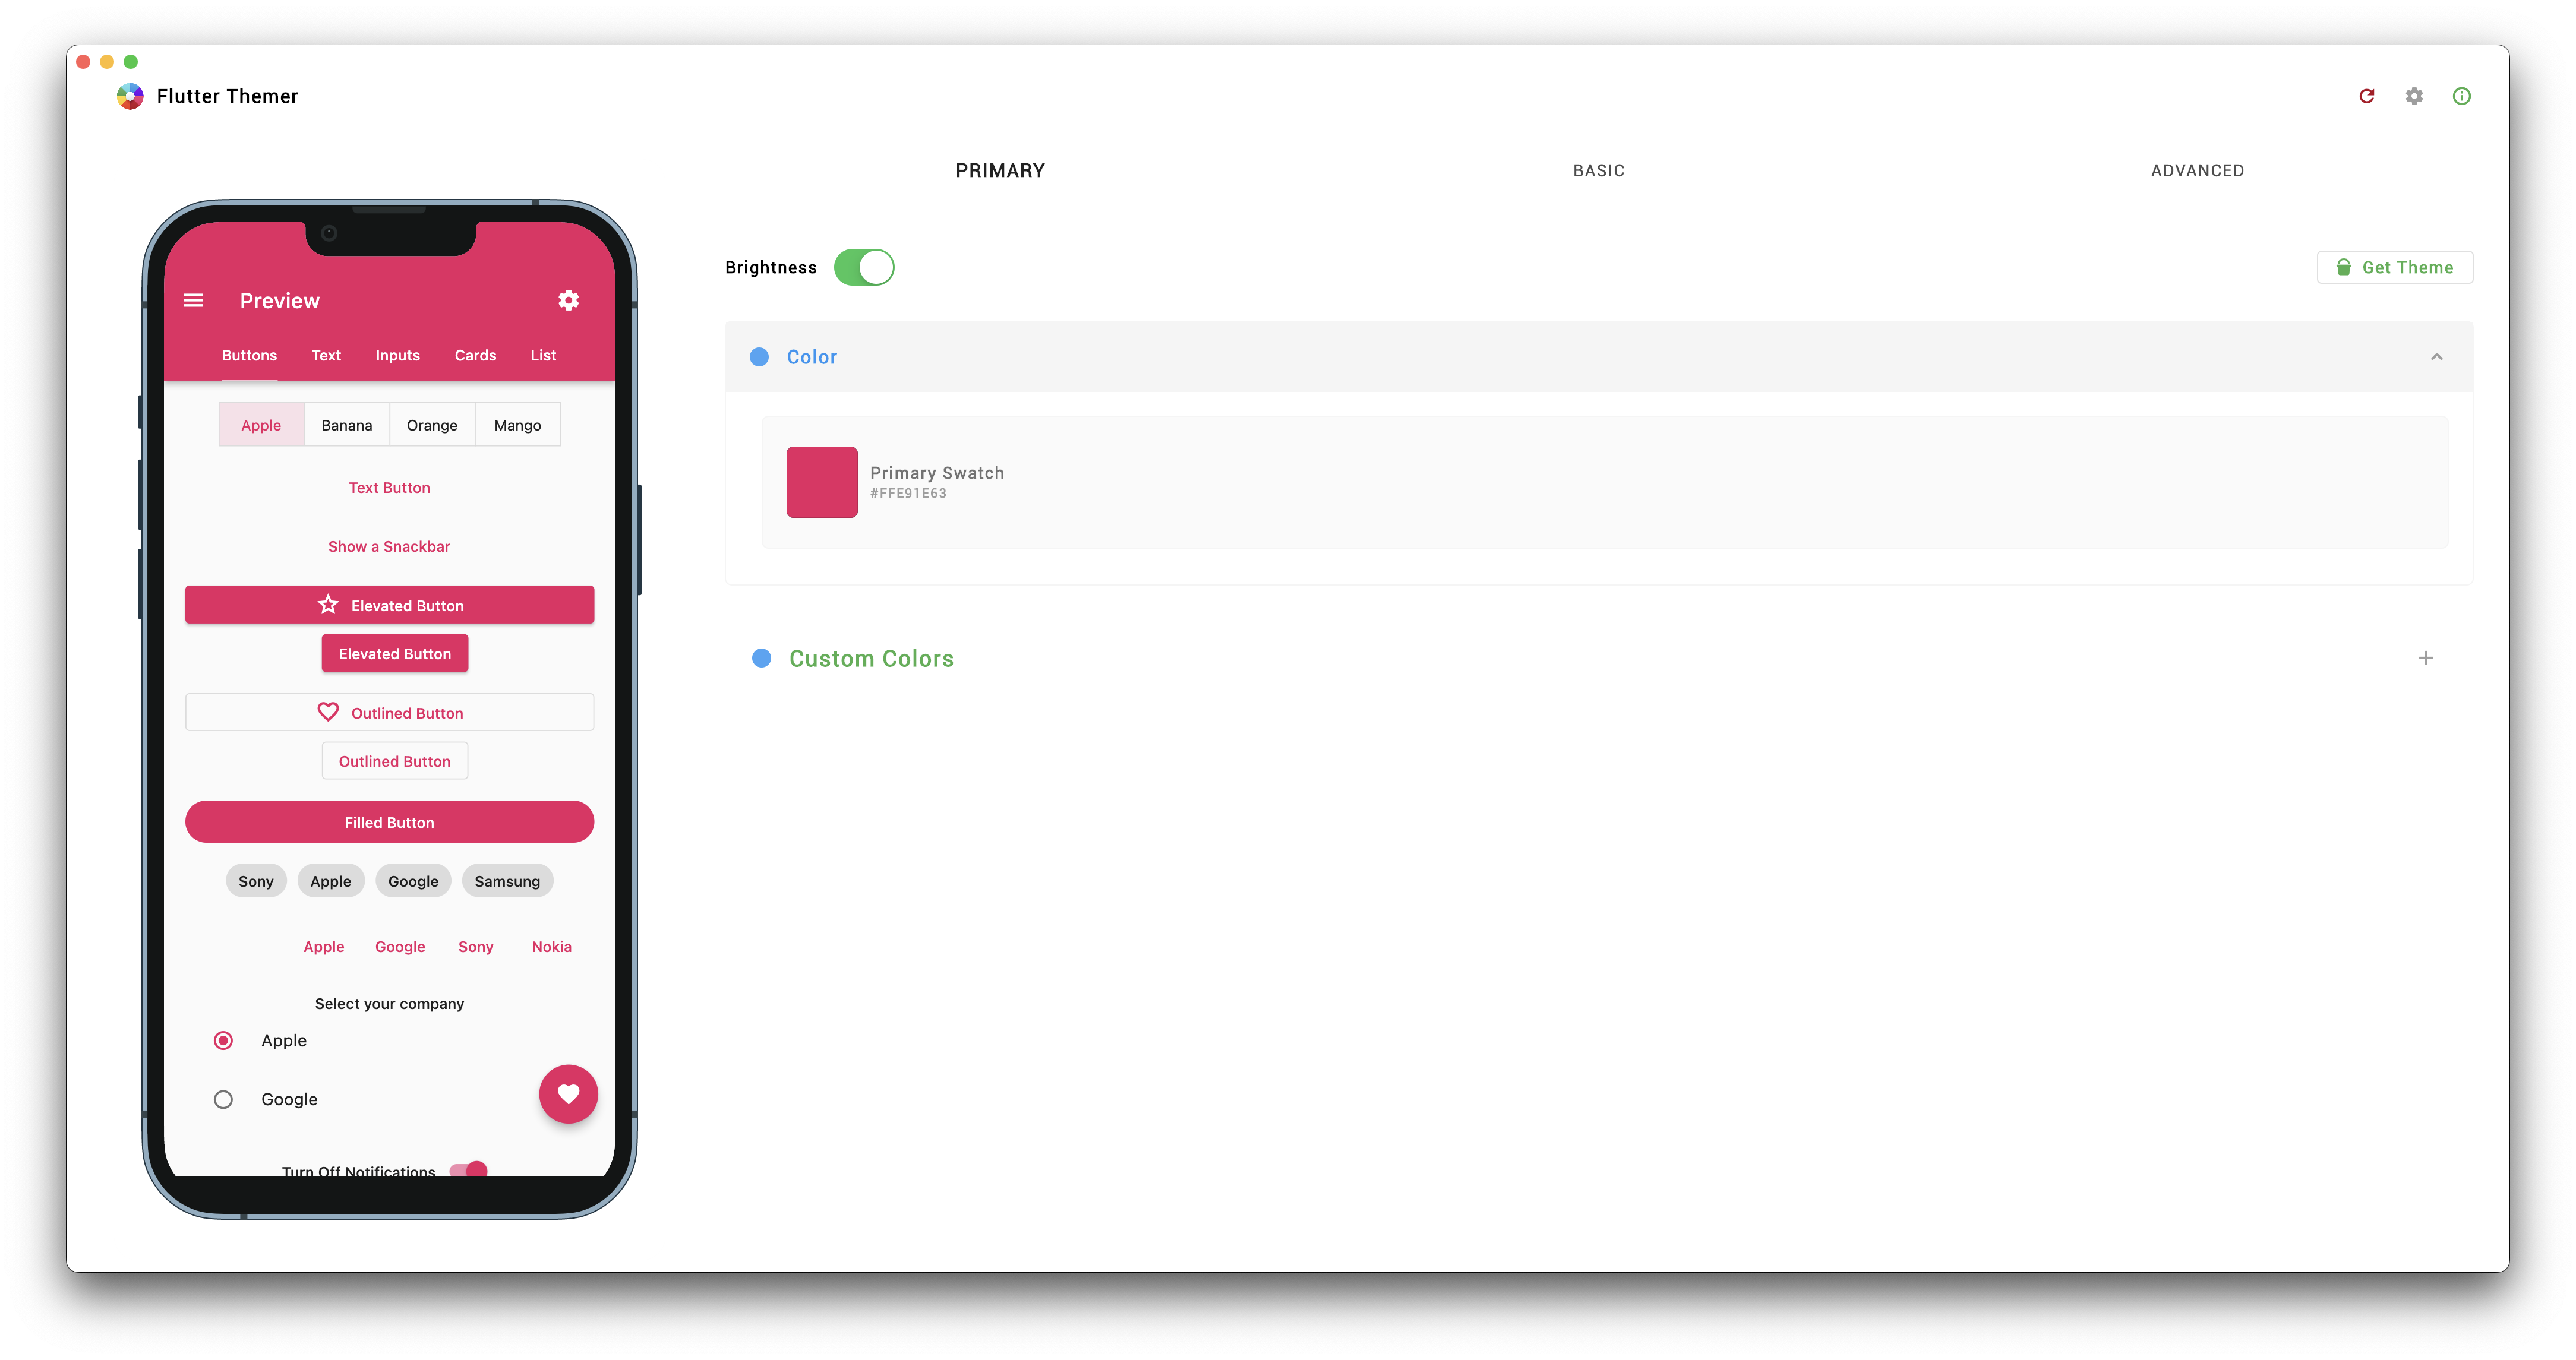 Flutter Themer
PRIMARY BASIC ADVANCED
Brightness
Get Theme
Color
Primary Swatch
#FFE91E63
Custom Colors
Preview
Buttons Text Inputs Cards List
Apple Banana Orange Mango
Text Button
Show a Snackbar
Elevated Button
Elevated Button
Outlined Button
Outlined Button
Filled Button
Sony Apple Google Samsung
Apple Google Sony Nokia
Select your company
Apple
Google
Turn Off Notifications